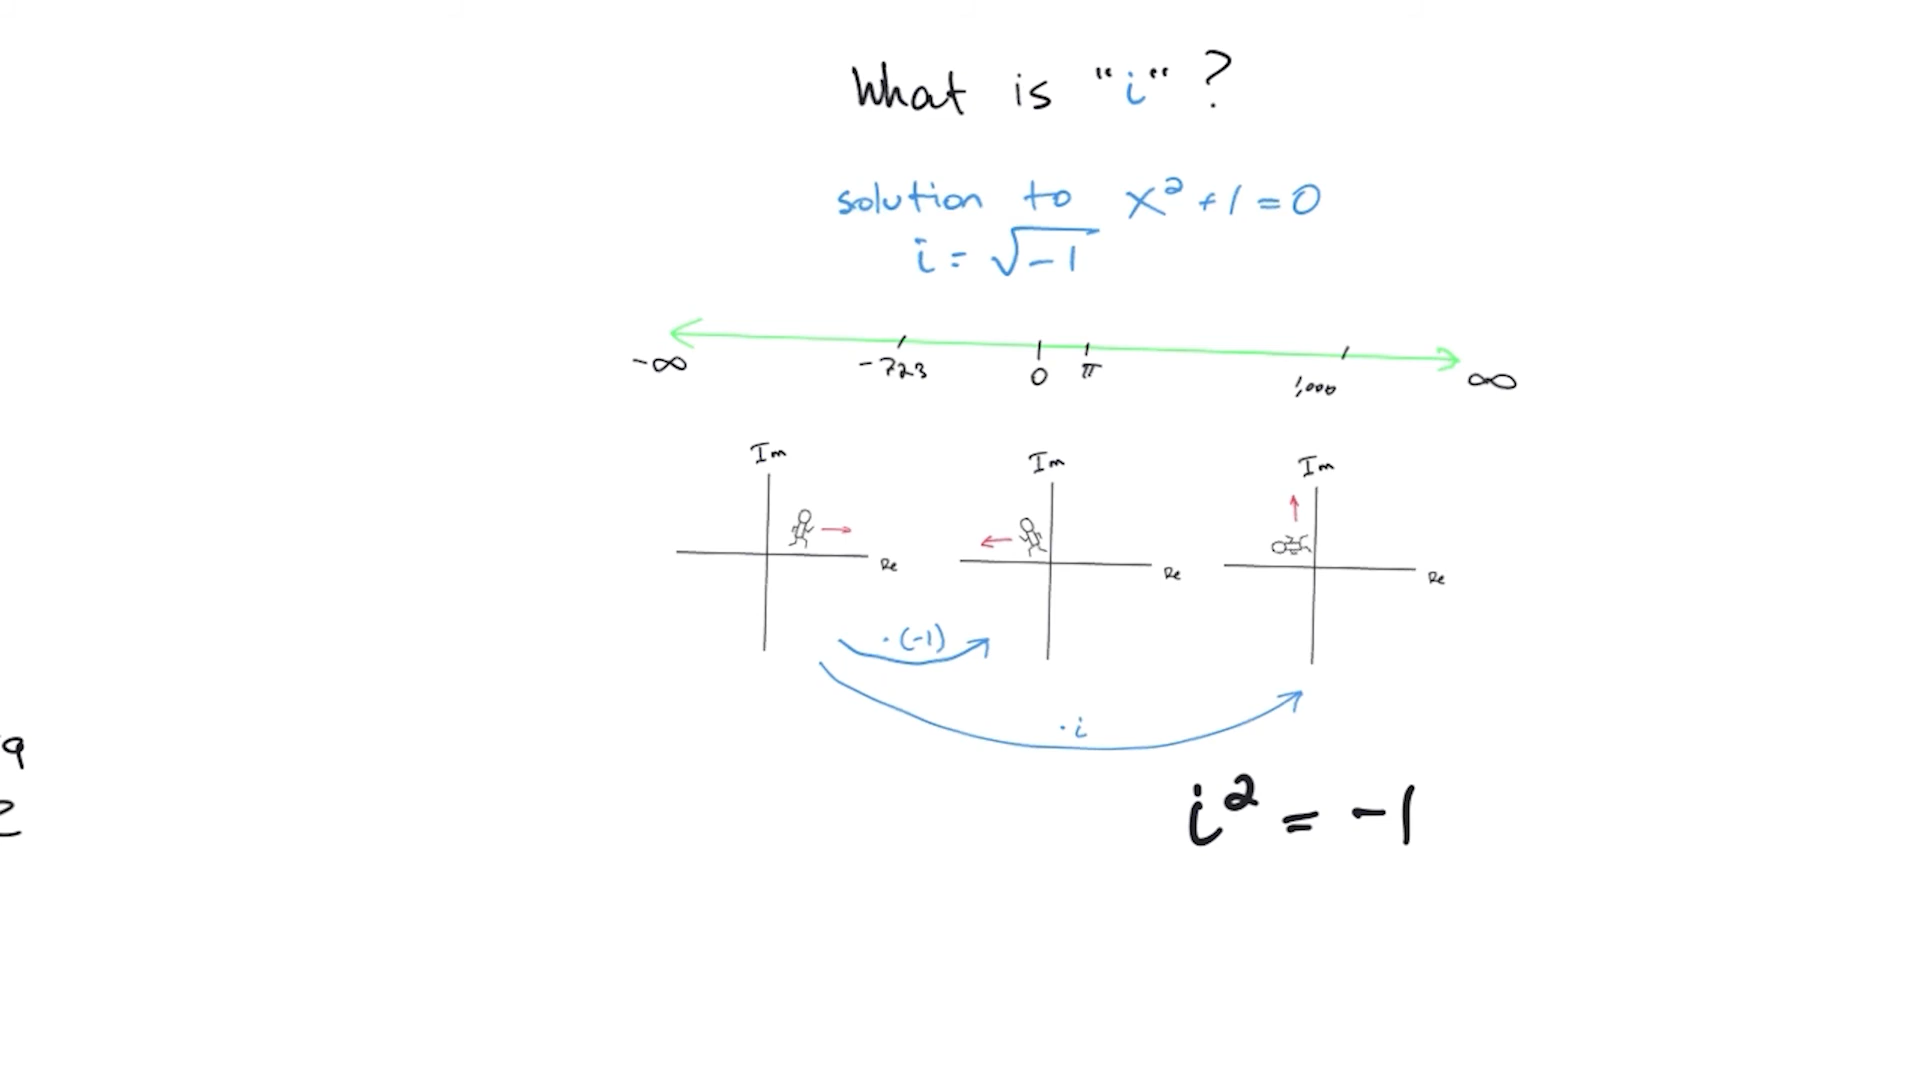 What is "i" ?
solution to x² + 1 = 0
i = √-1
-∞ -723 0 π 1,000 ∞
Im Im Im
Re Re Re
· (-1)
· i
9
i² = -1